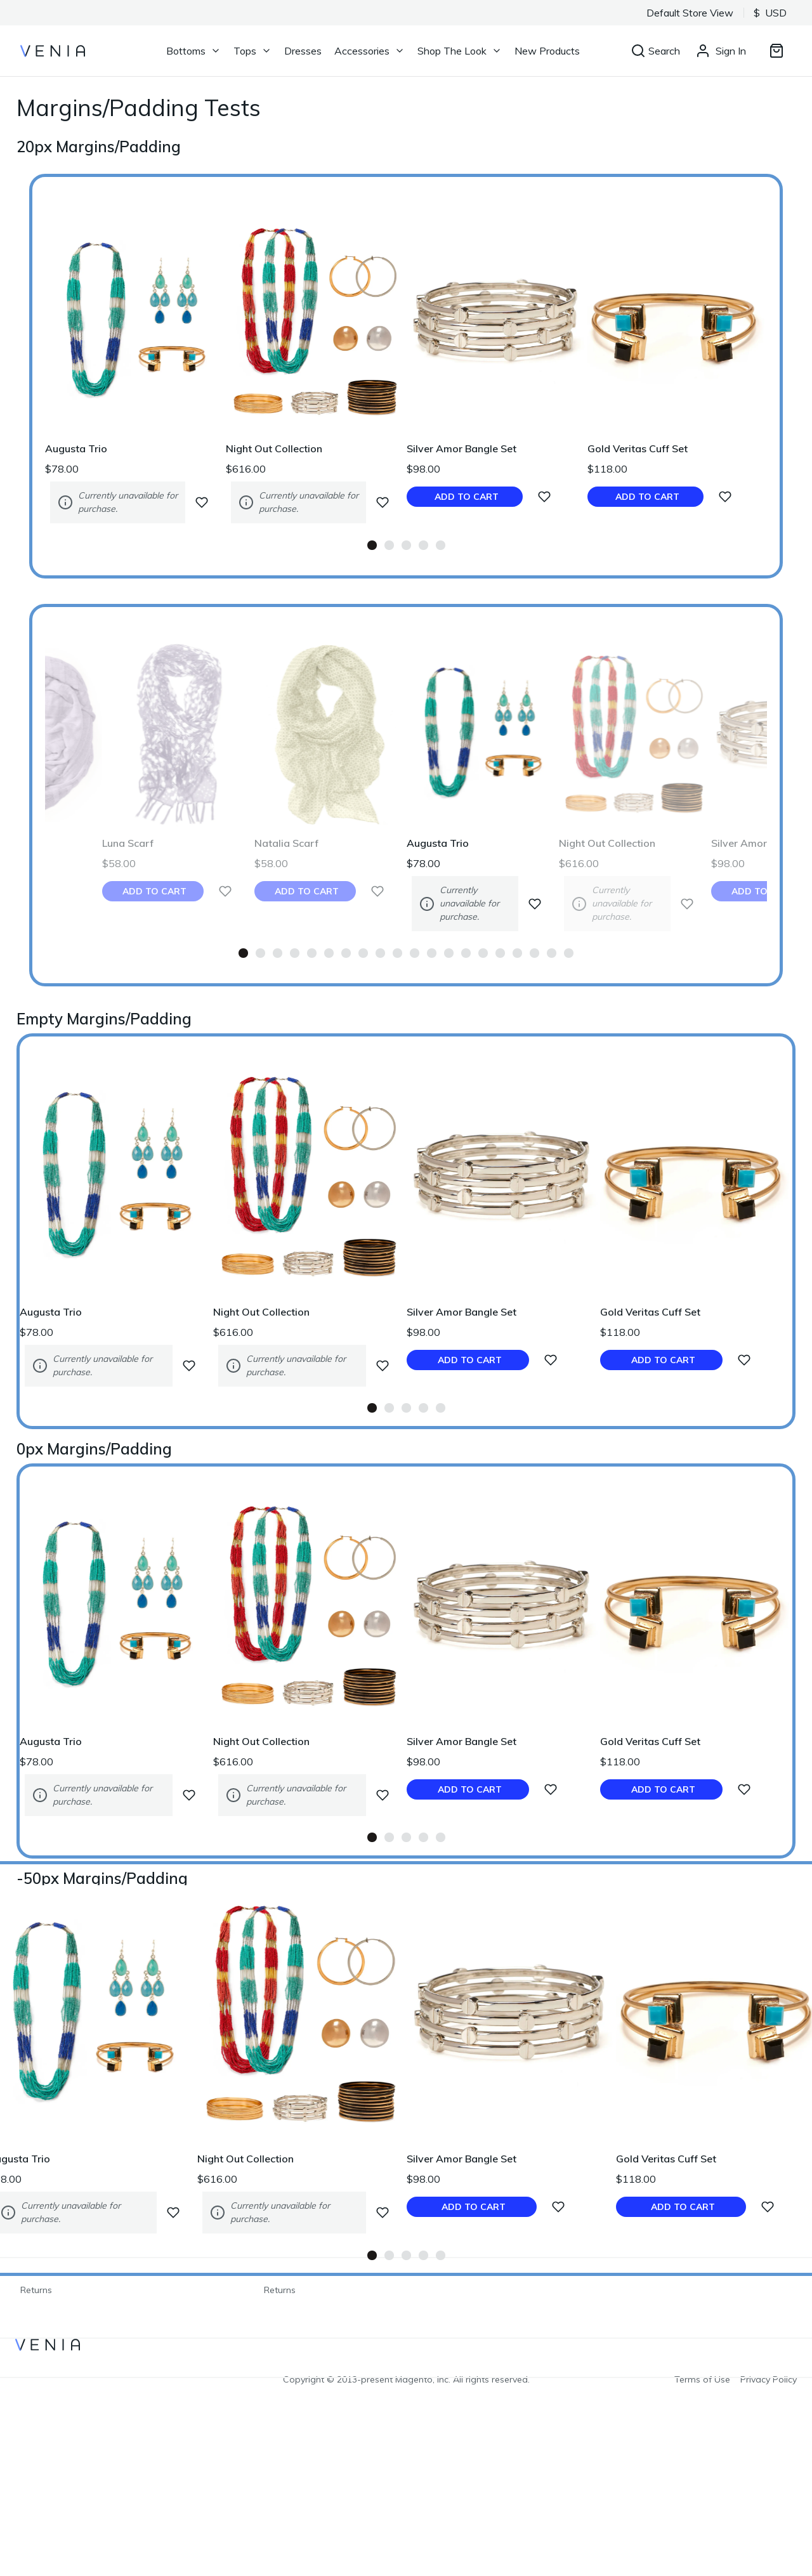 Default Store View
$ USD
VENIA
Bottoms
Tops
Dresses
Accessories
Shop The Look
New Products
Search
Sign In
Margins/Padding Tests
20px Margins/Padding
Augusta Trio
$78.00
Currently unavailable for
purchase.
Night Out Collection
$616.00
Currently unavailable for
purchase.
Silver Amor Bangle Set
$98.00
ADD TO CART
Gold Veritas Cuff Set
$118.00
ADD TO CART
Luna Scarf
$58.00
ADD TO CART
Natalia Scarf
$58.00
ADD TO CART
Augusta Trio
$78.00
Currently
unavailable for
purchase.
Night Out Collection
$616.00
Currently
unavailable for
purchase.
Silver Amor
$98.00
ADD TO
Empty Margins/Padding
Augusta Trio
$78.00
Currently unavailable for
purchase.
Night Out Collection
$616.00
Currently unavailable for
purchase.
Silver Amor Bangle Set
$98.00
ADD TO CART
Gold Veritas Cuff Set
$118.00
ADD TO CART
0px Margins/Padding
Augusta Trio
$78.00
Currently unavailable for
purchase.
Night Out Collection
$616.00
Currently unavailable for
purchase.
Silver Amor Bangle Set
$98.00
ADD TO CART
Gold Veritas Cuff Set
$118.00
ADD TO CART
-50px Margins/Padding
gusta Trio
8.00
Currently unavailable for
purchase.
Night Out Collection
$616.00
Currently unavailable for
purchase.
Silver Amor Bangle Set
$98.00
ADD TO CART
Gold Veritas Cuff Set
$118.00
ADD TO CART
Returns
Returns
VENIA
Copyright © 2013-present Magento, Inc. All rights reserved.
Terms of Use
Privacy Policy